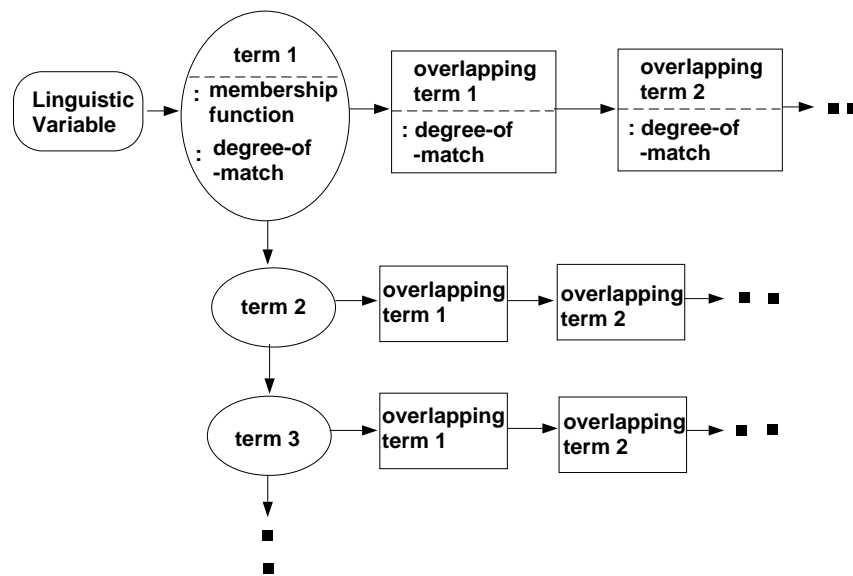 Linguistic
Variable
term 1
: membership
function
: degree-of
-match
overlapping
term 1
: degree-of
-match
overlapping
term 2
: degree-of
-match
term 2
overlapping
term 1
overlapping
term 2
term 3
overlapping
term 1
overlapping
term 2